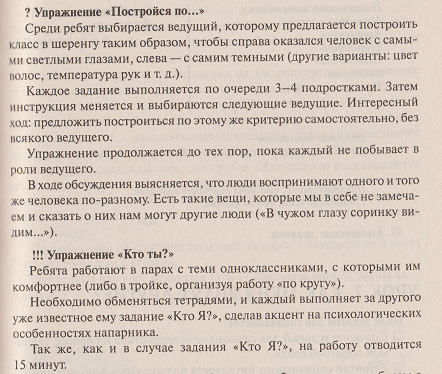 ? Упражнение «Постройся по...»
Среди ребят выбирается ведущий, которому предлагается построить
класс в шеренгу таким образом, чтобы справа оказался человек с самы-
ми светлыми глазами, слева — с самим темными (другие варианты: цвет
волос, температура рук и т. д.).
Каждое задание выполняется по очереди 3–4 подростками. Затем
инструкция меняется и выбираются следующие ведущие. Интересный
ход: предложить построиться по этому же критерию самостоятельно, без
всякого ведущего.
Упражнение продолжается до тех пор, пока каждый не побывает в
роли ведущего.
В ходе обсуждения выясняется, что люди воспринимают одного и того
же человека по-разному. Есть такие вещи, которые мы в себе не замеча-
ем и сказать о них нам могут другие люди («В чужом глазу соринку ви-
дим...»).
!!! Упражнение «Кто ты?»
Ребята работают в парах с теми одноклассниками, с которыми им
комфортнее (либо в тройке, организуя работу «по кругу»).
Необходимо обменяться тетрадями, и каждый выполняет за другого
уже известное ему задание «Кто Я?», сделав акцент на психологических
особенностях напарника.
Так же, как и в случае задания «Кто Я?», на работу отводится
15 минут.